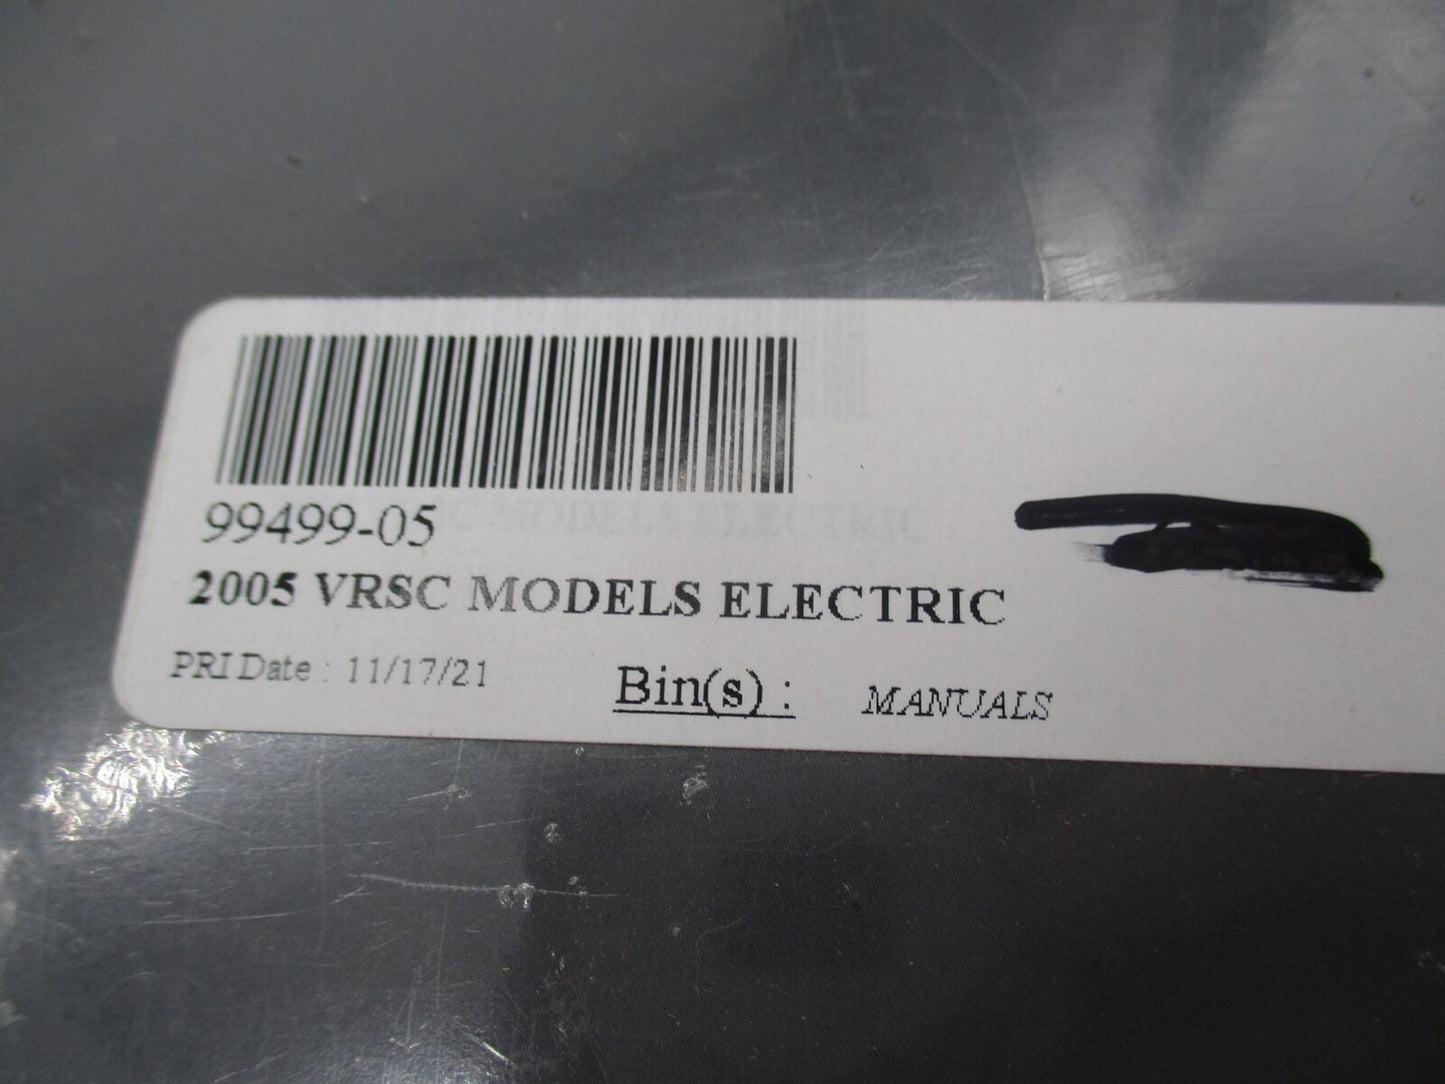 99499-05
2005 VRSC MODELS ELECTRIC
PRI Date : 11/17/21 Bin(s) : MANUALS